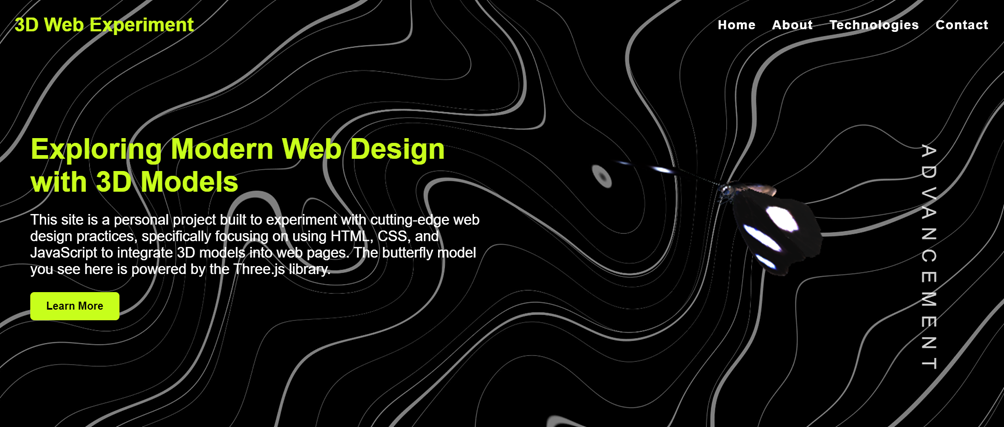 3D Web Experiment
Home About Technologies Contact
Exploring Modern Web Design
with 3D Models
This site is a personal project built to experiment with cutting-edge web
design practices, specifically focusing on using HTML, CSS, and
JavaScript to integrate 3D models into web pages. The butterfly model
you see here is powered by the Three.js library.
Learn More
ADVANCEMENT